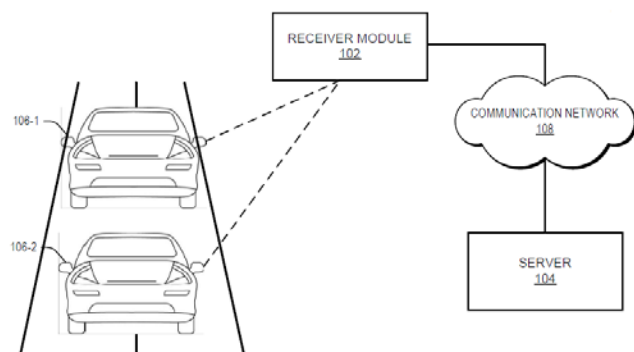 RECEIVER MODULE
102
106-1
COMMUNICATION NETWORK
108
106-2
SERVER
104